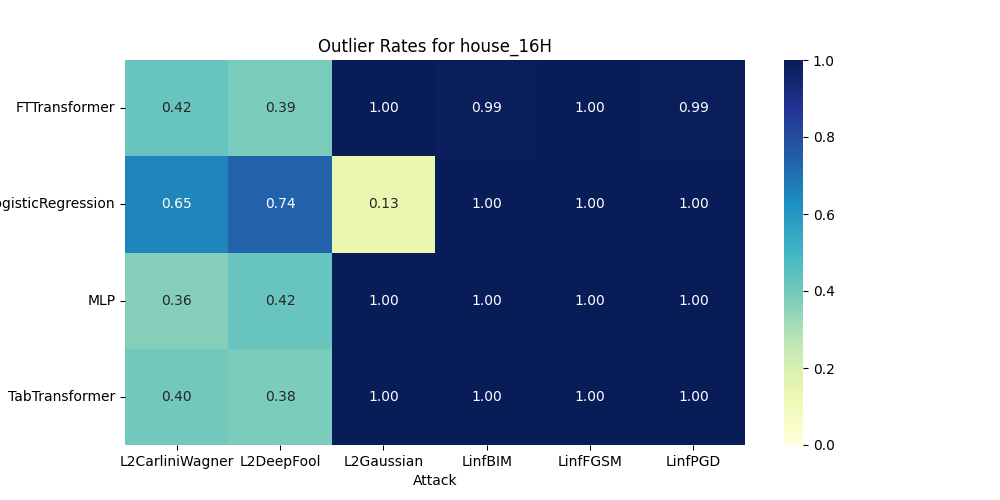 Outlier Rates for house_16H
FTTransformer 0.42 0.39 1.00 0.99 1.00 0.99
ogisticRegression 0.65 0.74 0.13 1.00 1.00 1.00
MLP 0.36 0.42 1.00 1.00 1.00 1.00
TabTransformer 0.40 0.38 1.00 1.00 1.00 1.00
L2CarliniWagner L2DeepFool L2Gaussian LinfBIM LinfFGSM LinfPGD
Attack
1.0
0.8
0.6
0.4
0.2
0.0